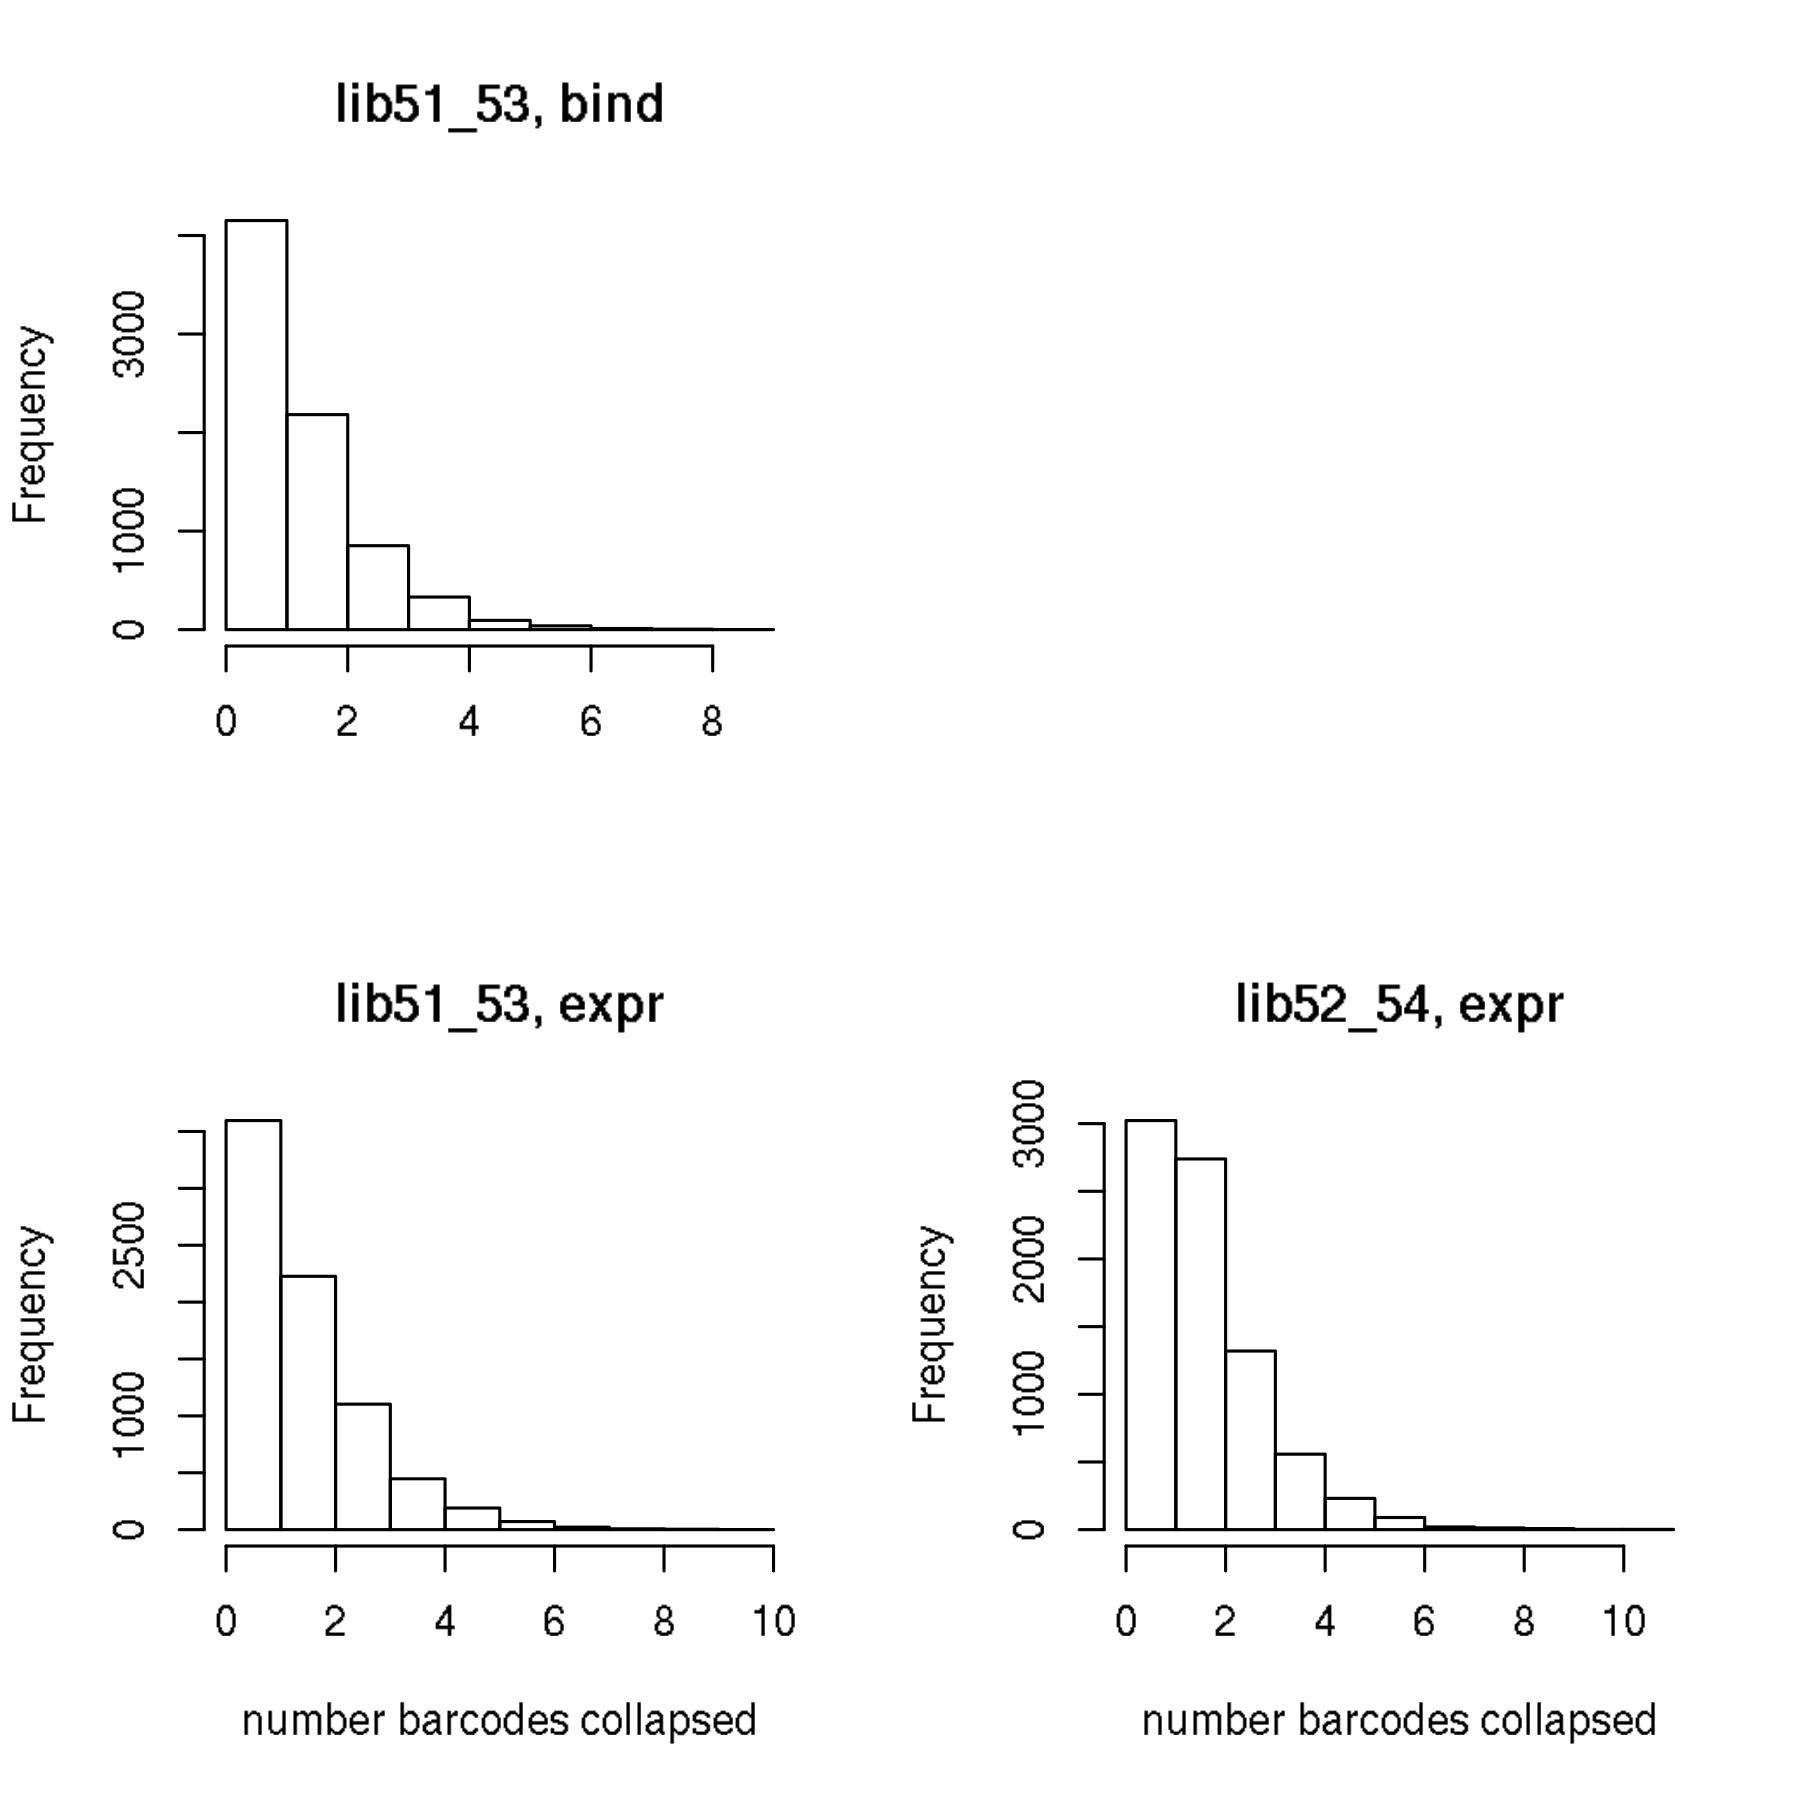 lib51_53, bind
Frequency
0 1000 3000
0 2 4 6 8
lib51_53, expr
Frequency
0 1000 2500
0 2 4 6 8 10
number barcodes collapsed
lib52_54, expr
Frequency
0 1000 2000 3000
0 2 4 6 8 10
number barcodes collapsed